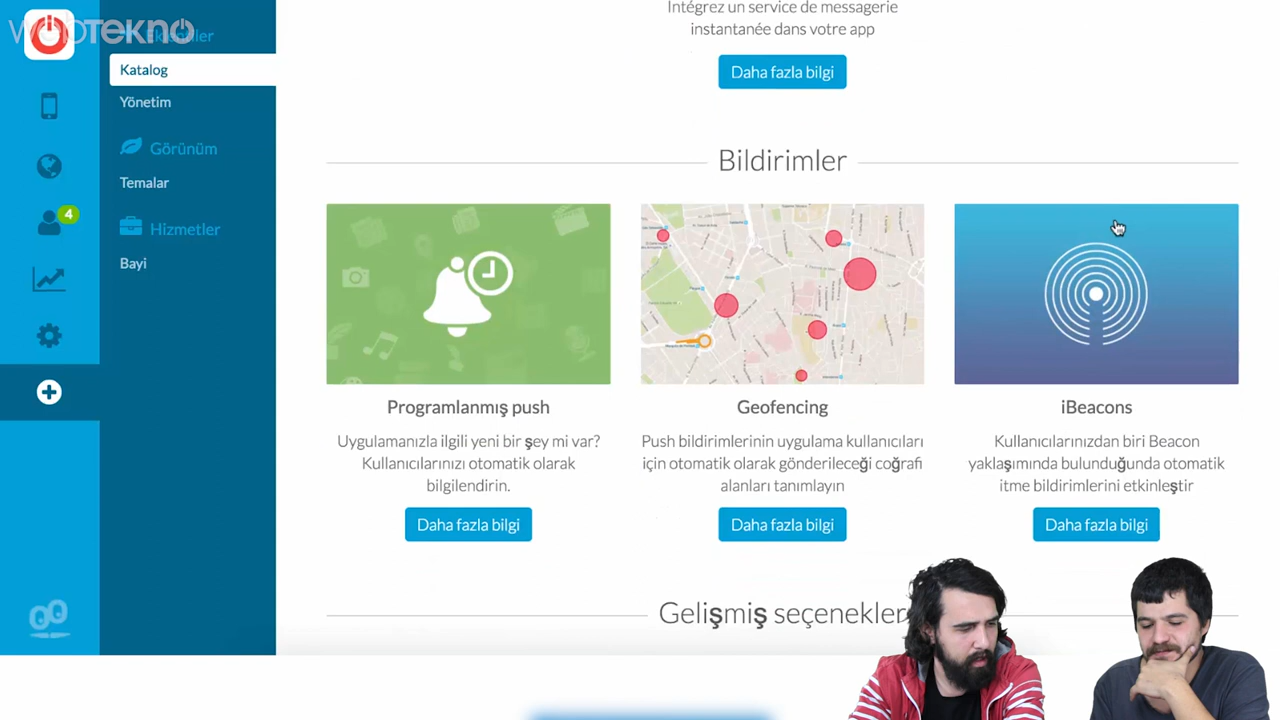 webtekno
Katalog
Yönetim
Görünüm
Temalar
Hizmetler
Bayi
4
Intégrez un service de messagerie
instantanée dans votre app
Daha fazla bilgi
Bildirimler
Programlanmış push
Uygulamanızla ilgili yeni bir şey mi var?
Kullanıcılarınızı otomatik olarak
bilgilendirin.
Daha fazla bilgi
Geofencing
Push bildirimlerinin uygulama kullanıcıları
için otomatik olarak gönderileceği coğrafi
alanları tanımlayın
Daha fazla bilgi
iBeacons
Kullanıcılarınızdan biri Beacon
yaklaşımında bulunduğunda otomatik
itme bildirimlerini etkinleştir
Daha fazla bilgi
Gelişmiş seçenekler